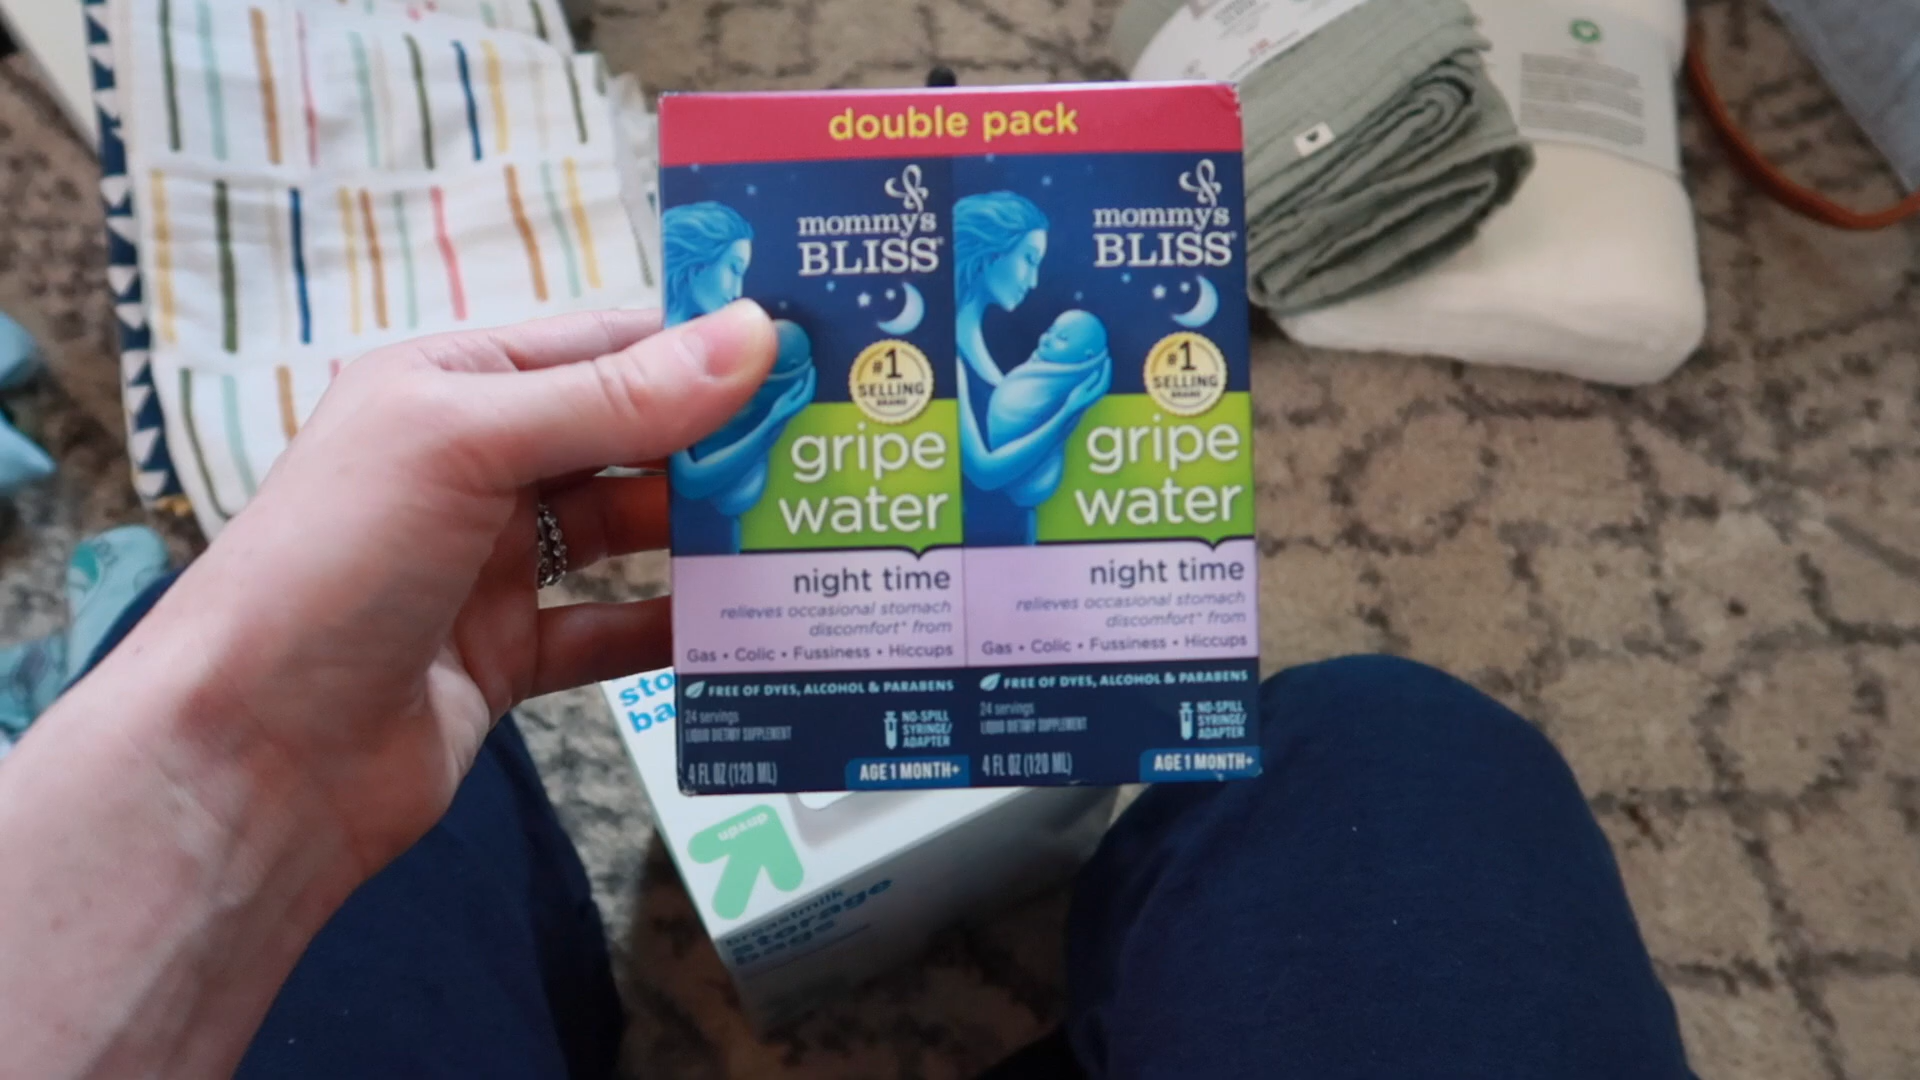 double pack
mommy's
BLISS
#1
SELLING
BRAND
gripe
water
night time
relieves occasional stomach
discomfort* from
Gas • Colic • Fussiness • Hiccups
FREE OF DYES, ALCOHOL & PARABENS
24 servings
LIQUID DIETARY SUPPLEMENT
NO-SPILL
SYRINGE/
ADAPTER
4 FL OZ (120 ML)
AGE 1 MONTH+
mommy's
BLISS
#1
SELLING
BRAND
gripe
water
night time
relieves occasional stomach
discomfort* from
Gas • Colic • Fussiness • Hiccups
FREE OF DYES, ALCOHOL & PARABENS
24 servings
LIQUID DIETARY SUPPLEMENT
NO-SPILL
SYRINGE/
ADAPTER
4 FL OZ (120 ML)
AGE 1 MONTH+
sto
ba
up&up
breastmilk
storage
bags